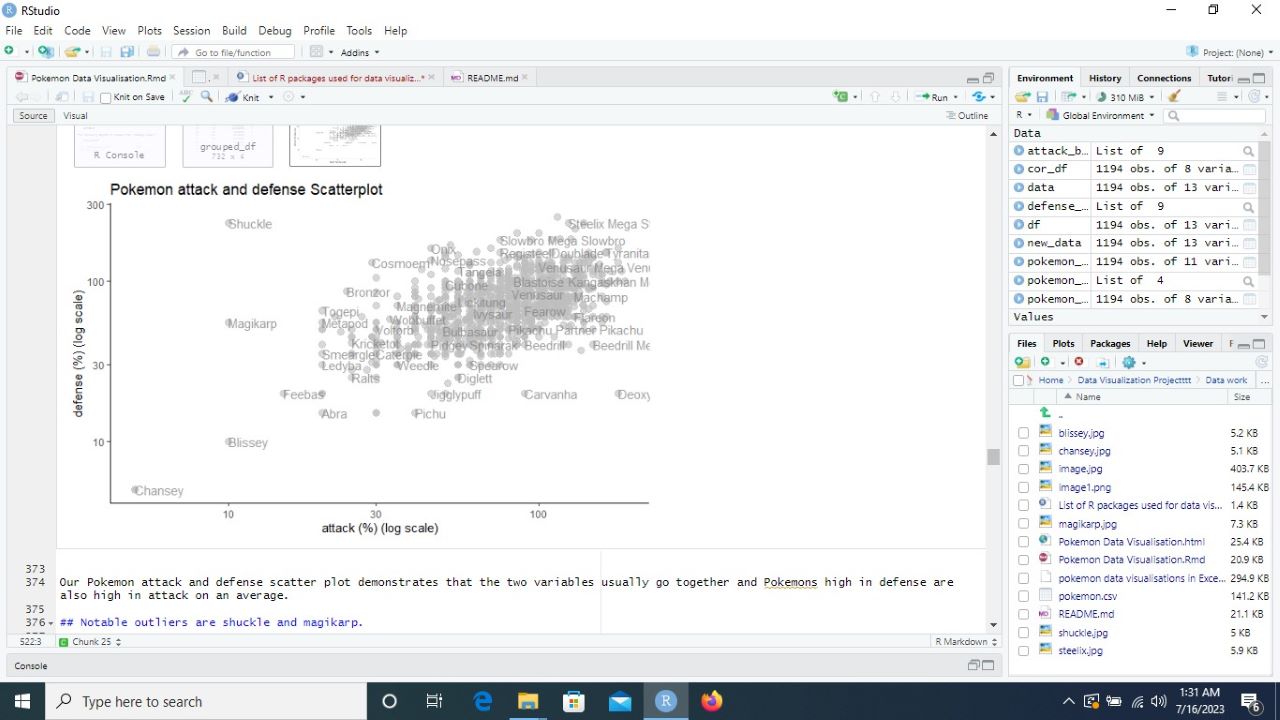 RStudio
File Edit Code View Plots Session Build Debug Profile Tools Help
Go to file/function Addins Project: (None)
Pokemon Data Visualisation.Rmd List of R packages used for data visualiz...* README.md
Knit on Save Knit Run
Source Visual Outline
R Console
grouped_df
732 x 6
Pokemon attack and defense Scatterplot
defense (%) (log scale)
300
100
30
10
Shuckle
Steelix Mega S
Slowbro Mega Slowbro
Onix
Registeel Doublade Tyranita
Cosmoem
Nosepass
Tangela
Venusaur Mega Venu
Cubone
Blastoise Kangaskhan M
Bronzor
Venusaur
Machamp
Magnemite
Lickitung
Togepi
Ivysaur
Fearow
Flareon
Magikarp
Metapod
Wobbuffet
Volforb
Bulbasaur
Pikachu Partner Pikachu
Kricketot
Pidgey
Spinarak
Beedrill
Beedrill Me
Smeargle
Caterpie
Ledyba
Weedle
Spearow
Ralts
Diglett
Feebas
Jigglypuff
Carvanha
Deoxy
Abra
Pichu
Blissey
Chansey
10 30 100
attack (%) (log scale)
373
374 Our Pokemon attack and defense scatter plot demonstrates that the two variables usually go together and Pokemons high in defense are
also high in attack on an average.
375
376 ## Notable outliers are shuckle and magikarp.
522:3 Chunk 25 R Markdown
Console
Environment History Connections Tutori
310 MiB
R Global Environment
Data
attack_b... List of 9
cor_df 1194 obs. of 8 varia...
data 1194 obs. of 13 vari...
defense_... List of 9
df 1194 obs. of 13 vari...
new_data 1194 obs. of 13 vari...
pokemon_... 1194 obs. of 11 vari...
pokemon_... List of 4
pokemon_... 1194 obs. of 8 varia...
Values
Files Plots Packages Help Viewer
Home Data Visualization Projectttt Data work ...
Name Size
..
blissey.jpg 5.2 KB
chansey.jpg 5.1 KB
image.jpg 403.7 KB
image1.png 145.4 KB
List of R packages used for data vis... 1.4 KB
magikarp.jpg 7.3 KB
Pokemon Data Visualisation.html 25.4 KB
Pokemon Data Visualisation.Rmd 20.9 KB
pokemon data visualisations in Exce... 294.9 KB
pokemon.csv 141.2 KB
README.md 21.1 KB
shuckle.jpg 5 KB
steelix.jpg 5.9 KB
Type here to search
1:31 AM
7/16/2023
6